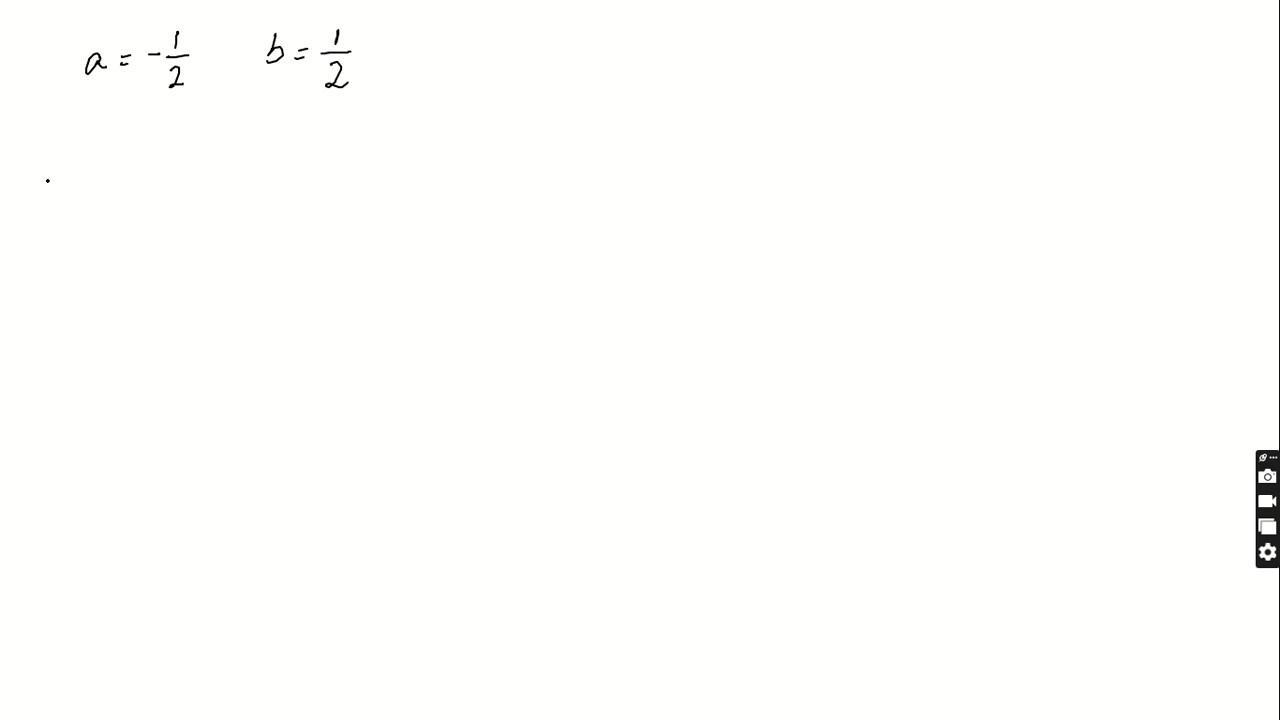 a = -1/2 b = 1/2